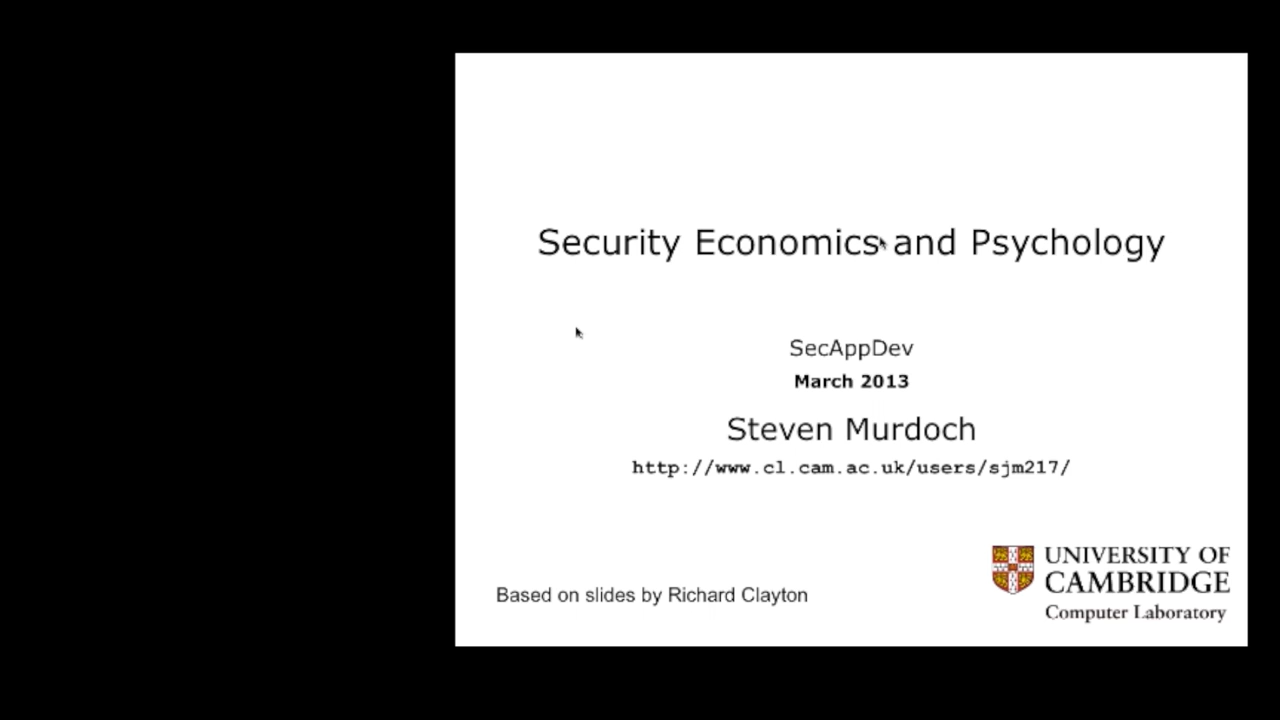 Security Economics and Psychology
SecAppDev
March 2013
Steven Murdoch
http://www.cl.cam.ac.uk/users/sjm217/
Based on slides by Richard Clayton
UNIVERSITY OF
CAMBRIDGE
Computer Laboratory